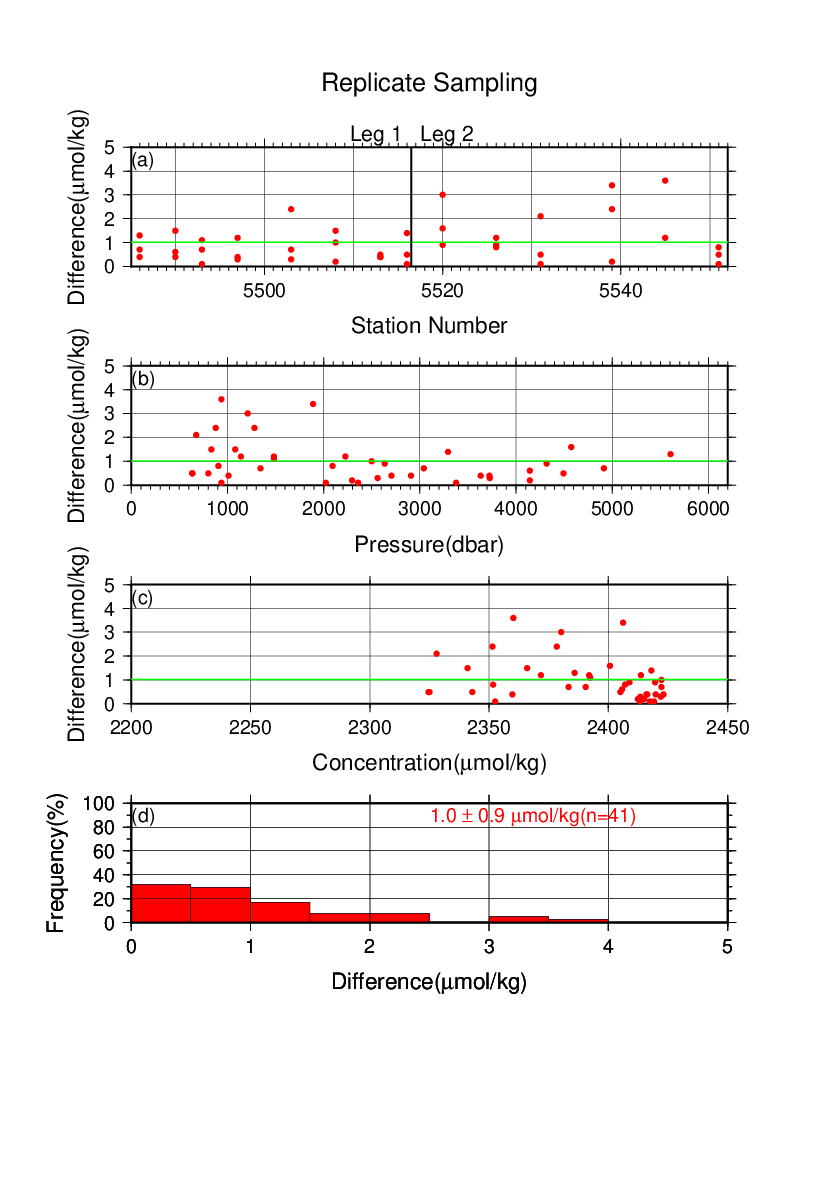 Replicate Sampling
Leg 1 Leg 2
(a)
Difference(μmol/kg)
5
4
3
2
1
0
5500 5520 5540
Station Number
(b)
Difference(μmol/kg)
5
4
3
2
1
0
0 1000 2000 3000 4000 5000 6000
Pressure(dbar)
(c)
Difference(μmol/kg)
5
4
3
2
1
0
2200 2250 2300 2350 2400 2450
Concentration(μmol/kg)
(d)
1.0 ± 0.9 μmol/kg(n=41)
Frequency(%)
100
80
60
40
20
0
0 1 2 3 4 5
Difference(μmol/kg)